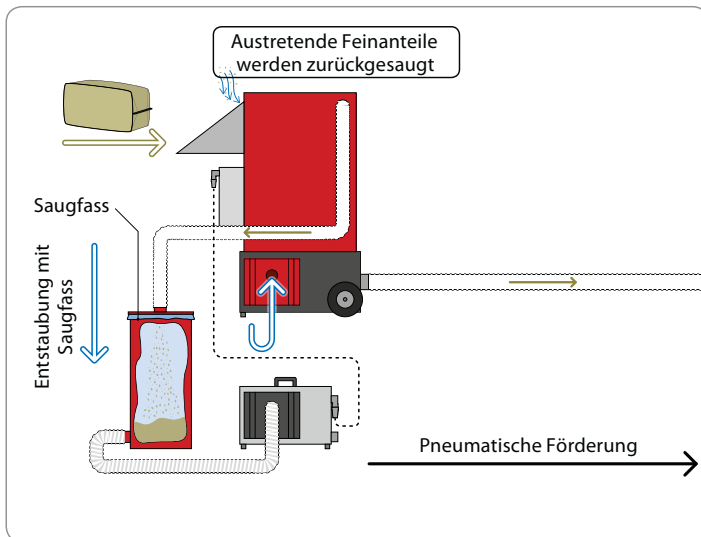 Austretende Feinanteile
werden zurückgesaugt
Saugfass
Entstaubung mit
Saugfass
Pneumatische Förderung